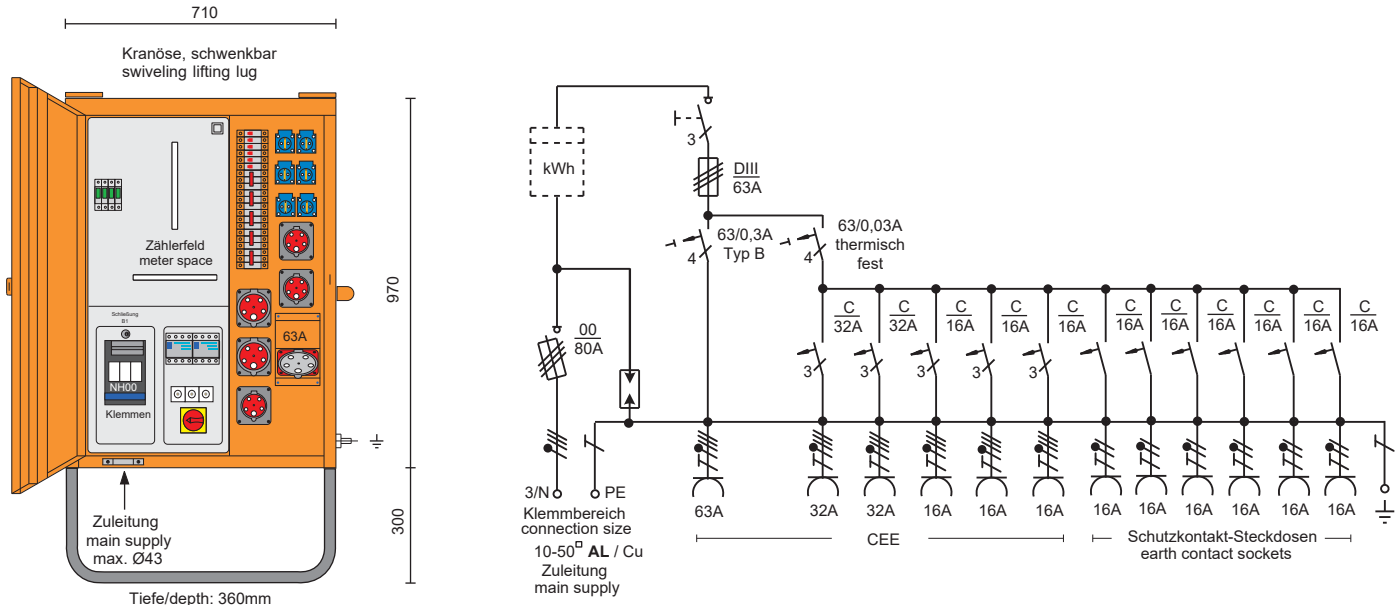 710
Kranöse, schwenkbar
swiveling lifting lug
Zählerfeld
meter space
Schließung
B1
NH00
Klemmen
63A
970
300
Zuleitung
main supply
max. Ø43
Tiefe/depth: 360mm
kWh
3
DIII
63A
63/0,3A
Typ B
4
63/0,03A
thermisch
fest
4
00
80A
C
32A
C
32A
C
16A
C
16A
C
16A
C
16A
C
16A
C
16A
C
16A
C
16A
C
16A
3
3
3
3
3
3/N
PE
Klemmbereich
connection size
10-50□ AL / Cu
Zuleitung
main supply
63A
32A
32A
16A
16A
16A
16A
16A
16A
16A
16A
16A
CEE
Schutzkontakt-Steckdosen
earth contact sockets